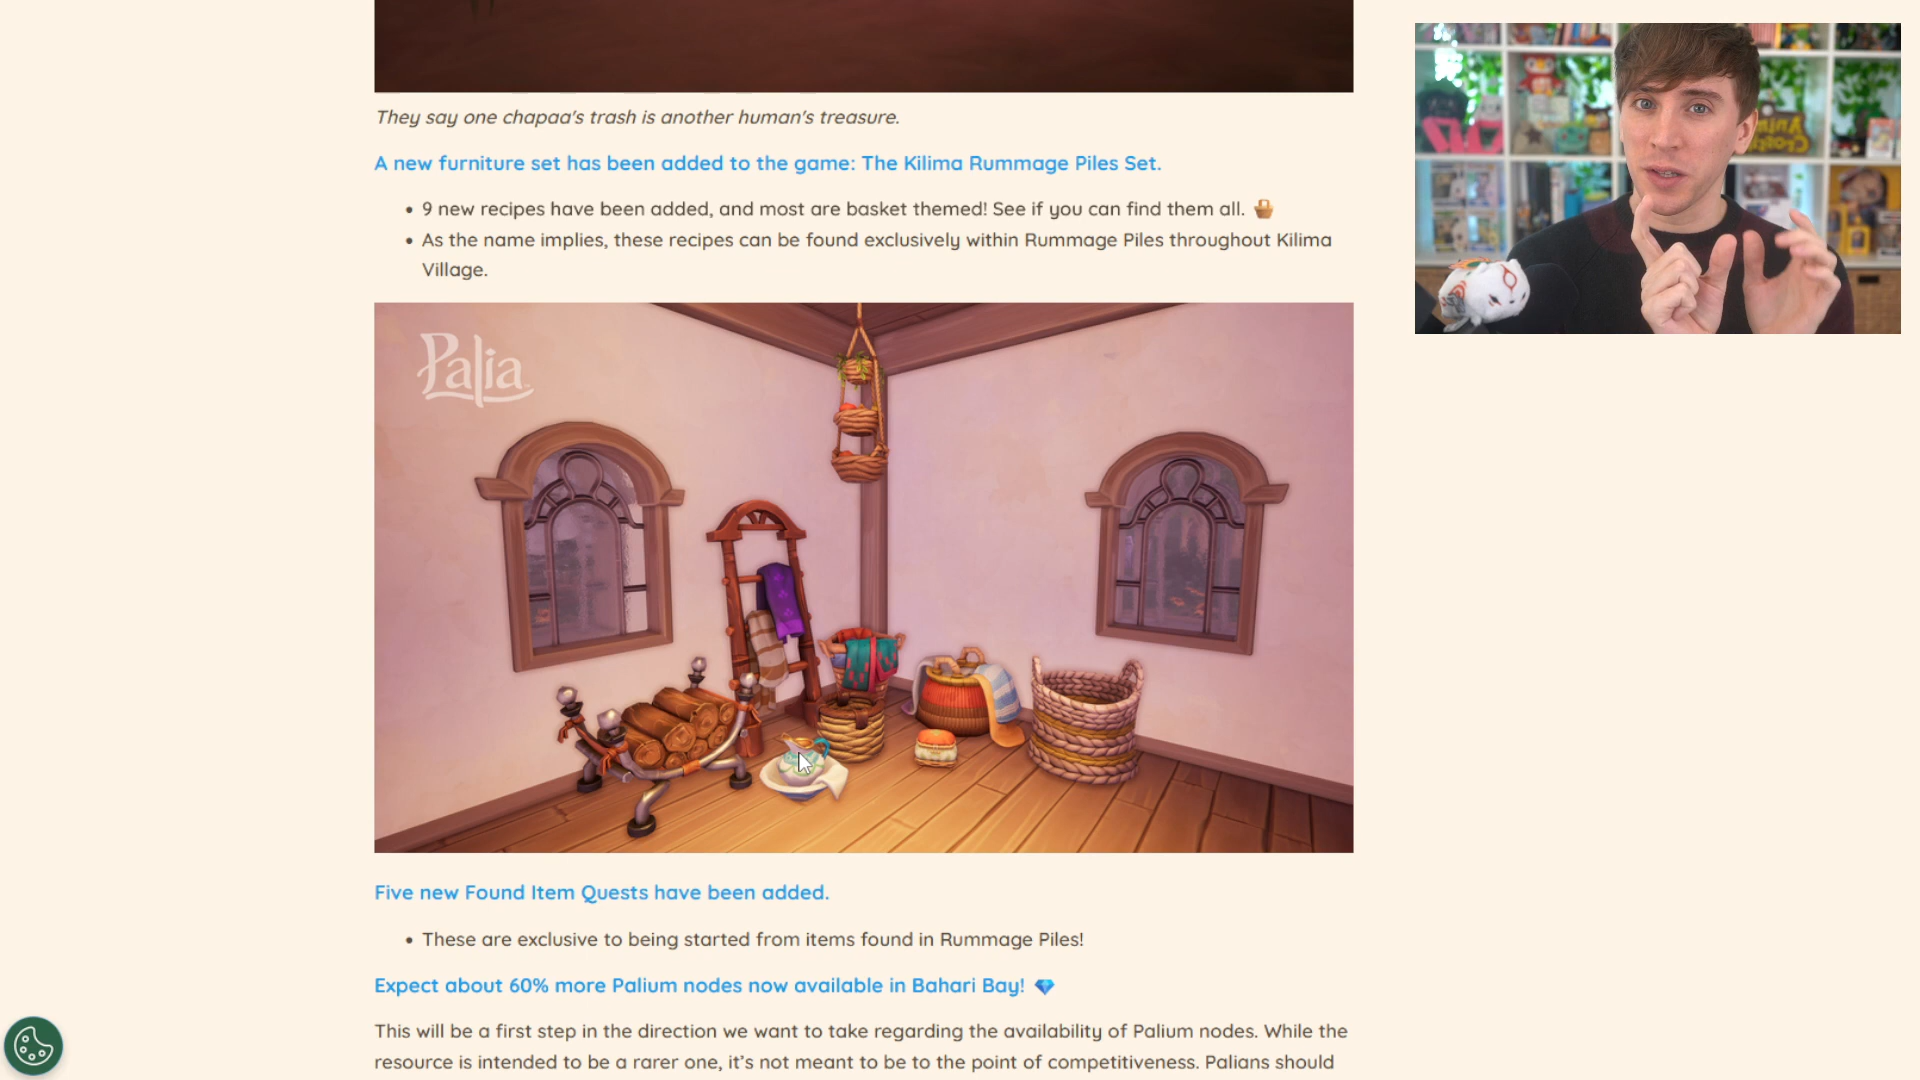 They say one chapaa's trash is another human's treasure.
A new furniture set has been added to the game: The Kilima Rummage Piles Set.
• 9 new recipes have been added, and most are basket themed! See if you can find them all. 🧺
• As the name implies, these recipes can be found exclusively within Rummage Piles throughout Kilima
Village.
Palia
Five new Found Item Quests have been added.
• These are exclusive to being started from items found in Rummage Piles!
Expect about 60% more Palium nodes now available in Bahari Bay! 💎
This will be a first step in the direction we want to take regarding the availability of Palium nodes. While the
resource is intended to be a rarer one, it's not meant to be to the point of competitiveness. Palians should